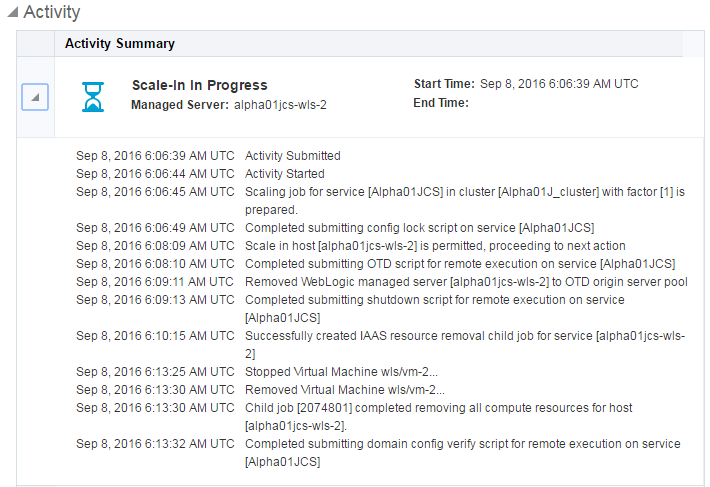 Activity
Activity Summary
Scale-In In Progress
Managed Server: alpha01jcs-wls-2
Start Time: Sep 8, 2016 6:06:39 AM UTC
End Time:
Sep 8, 2016 6:06:39 AM UTC Activity Submitted
Sep 8, 2016 6:06:44 AM UTC Activity Started
Sep 8, 2016 6:06:45 AM UTC Scaling job for service [Alpha01JCS] in cluster [Alpha01J_cluster] with factor [1] is
prepared.
Sep 8, 2016 6:06:49 AM UTC Completed submitting config lock script on service [Alpha01JCS]
Sep 8, 2016 6:08:09 AM UTC Scale in host [alpha01jcs-wls-2] is permitted, proceeding to next action
Sep 8, 2016 6:08:10 AM UTC Completed submitting OTD script for remote execution on service [Alpha01JCS]
Sep 8, 2016 6:09:11 AM UTC Removed WebLogic managed server [alpha01jcs-wls-2] to OTD origin server pool
Sep 8, 2016 6:09:13 AM UTC Completed submitting shutdown script for remote execution on service
[Alpha01JCS]
Sep 8, 2016 6:10:15 AM UTC Successfully created IAAS resource removal child job for service [alpha01jcs-wls-
2]
Sep 8, 2016 6:13:25 AM UTC Stopped Virtual Machine wls/vm-2...
Sep 8, 2016 6:13:30 AM UTC Removed Virtual Machine wls/vm-2...
Sep 8, 2016 6:13:30 AM UTC Child job [2074801] completed removing all compute resources for host
[alpha01jcs-wls-2].
Sep 8, 2016 6:13:32 AM UTC Completed submitting domain config verify script for remote execution on service
[Alpha01JCS]